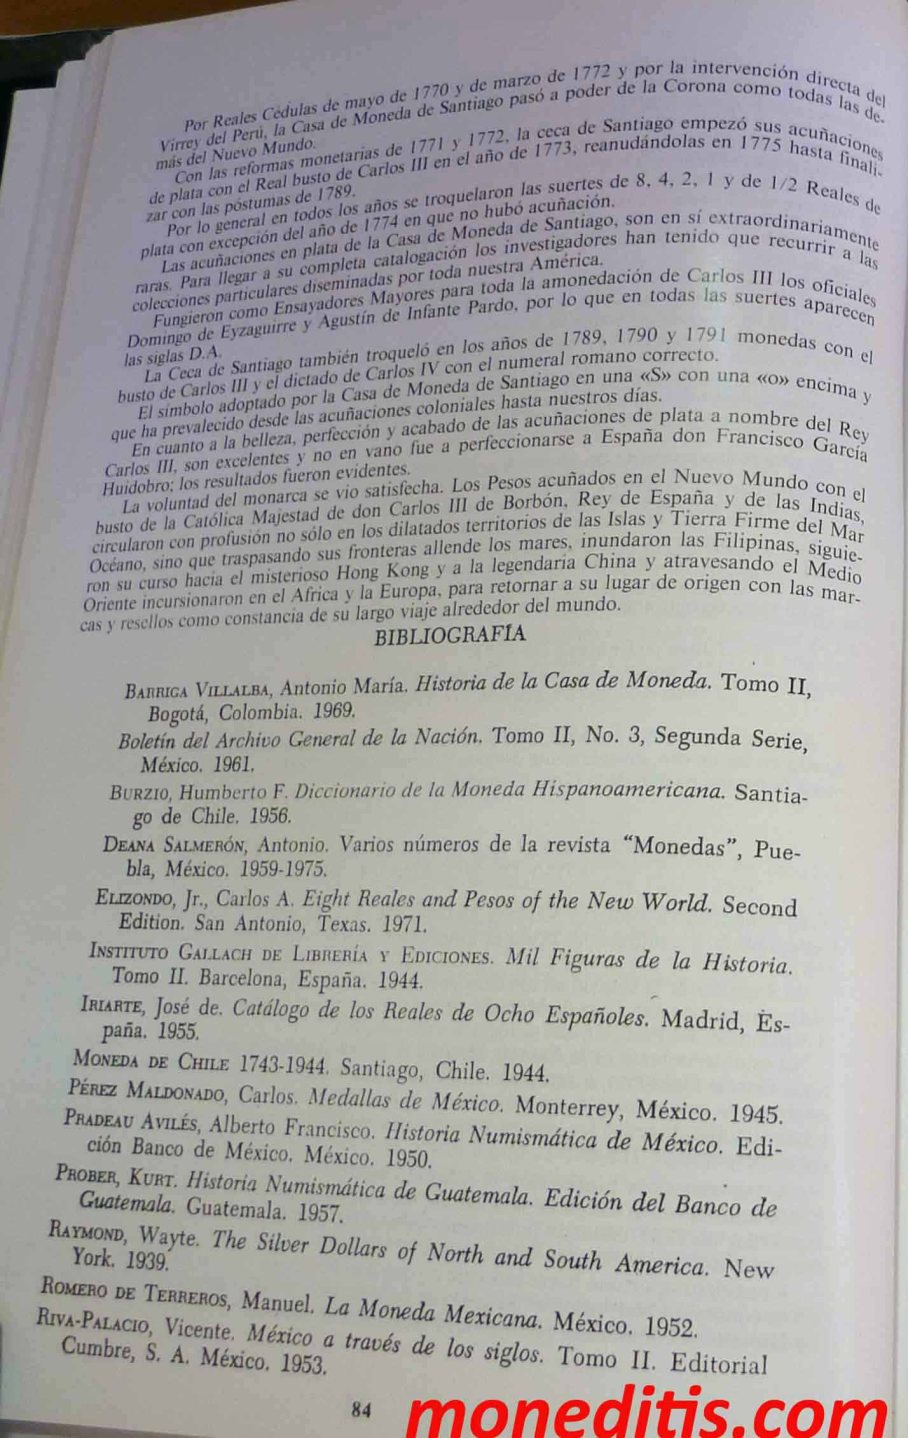 Por Reales Cédulas de mayo de 1770 y de marzo de 1772 y por la intervención directa del
Virrey del Perú, la Casa de Moneda de Santiago pasó a poder de la Corona como todas las de-
más del Nuevo Mundo.
Con las reformas monetarias de 1771 y 1772, la ceca de Santiago empezó sus acuñaciones
de plata con el Real busto de Carlos III en el año de 1773, reanudándolas en 1775 hasta finali-
zar con las póstumas de 1789.
Por lo general en todos los años se troquelaron las suertes de 8, 4, 2, 1 y de 1/2 Reales de
plata con excepción del año de 1774 en que no hubó acuñación.
Las acuñaciones en plata de la Casa de Moneda de Santiago, son en sí extraordinariamente
raras. Para llegar a su completa catalogación los investigadores han tenido que recurrir a las
colecciones particulares diseminadas por toda nuestra América.
Fungieron como Ensayadores Mayores para toda la amonedación de Carlos III los oficiales
Domingo de Eyzaguirre y Agustín de Infante Pardo, por lo que en todas las suertes aparecen
las siglas D.A.
La Ceca de Santiago también troqueló en los años de 1789, 1790 y 1791 monedas con el
busto de Carlos III y el dictado de Carlos IV con el numeral romano correcto.
El símbolo adoptado por la Casa de Moneda de Santiago en una «S» con una «o» encima y
que ha prevalecido desde las acuñaciones coloniales hasta nuestros días.
En cuanto a la belleza, perfección y acabado de las acuñaciones de plata a nombre del Rey
Carlos III, son excelentes y no en vano fue a perfeccionarse a España don Francisco García
Huidobro; los resultados fueron evidentes.
La voluntad del monarca se vio satisfecha. Los Pesos acuñados en el Nuevo Mundo con el
busto de la Católica Majestad de don Carlos III de Borbón, Rey de España y de las Indias,
circularon con profusión no sólo en los dilatados territorios de las Islas y Tierra Firme del Mar
Océano, sino que traspasando sus fronteras allende los mares, inundaron las Filipinas, siguie-
ron su curso hacia el misterioso Hong Kong y a la legendaria China y atravesando el Medio
Oriente incursionaron en el Africa y la Europa, para retornar a su lugar de origen con las mar-
cas y resellos como constancia de su largo viaje alrededor del mundo.
BIBLIOGRAFÍA
BARRIGA VILLALBA, Antonio María. Historia de la Casa de Moneda. Tomo II,
Bogotá, Colombia. 1969.
Boletín del Archivo General de la Nación. Tomo II, No. 3, Segunda Serie,
México. 1961.
BURZIO, Humberto F. Diccionario de la Moneda Hispanoamericana. Santia-
go de Chile. 1956.
DEANA SALMERÓN, Antonio. Varios números de la revista "Monedas", Pue-
bla, México. 1959-1975.
ELIZONDO, Jr., Carlos A. Eight Reales and Pesos of the New World. Second
Edition. San Antonio, Texas. 1971.
INSTITUTO GALLACH DE LIBRERÍA Y EDICIONES. Mil Figuras de la Historia.
Tomo II. Barcelona, España. 1944.
IRIARTE, José de. Catálogo de los Reales de Ocho Españoles. Madrid, Es-
paña. 1955.
MONEDA DE CHILE 1743-1944. Santiago, Chile. 1944.
PÉREZ MALDONADO, Carlos. Medallas de México. Monterrey, México. 1945.
PRADEAU AVILÉS, Alberto Francisco. Historia Numismática de México. Edi-
ción Banco de México. México. 1950.
PROBER, KURT. Historia Numismática de Guatemala. Edición del Banco de
Guatemala. Guatemala. 1957.
RAYMOND, Wayte. The Silver Dollars of North and South America. New
York. 1939.
ROMERO DE TERREROS, Manuel. La Moneda Mexicana. México. 1952.
RIVA-PALACIO, Vicente. México a través de los siglos. Tomo II. Editorial
Cumbre, S. A. México. 1953.
84
moneditis.com